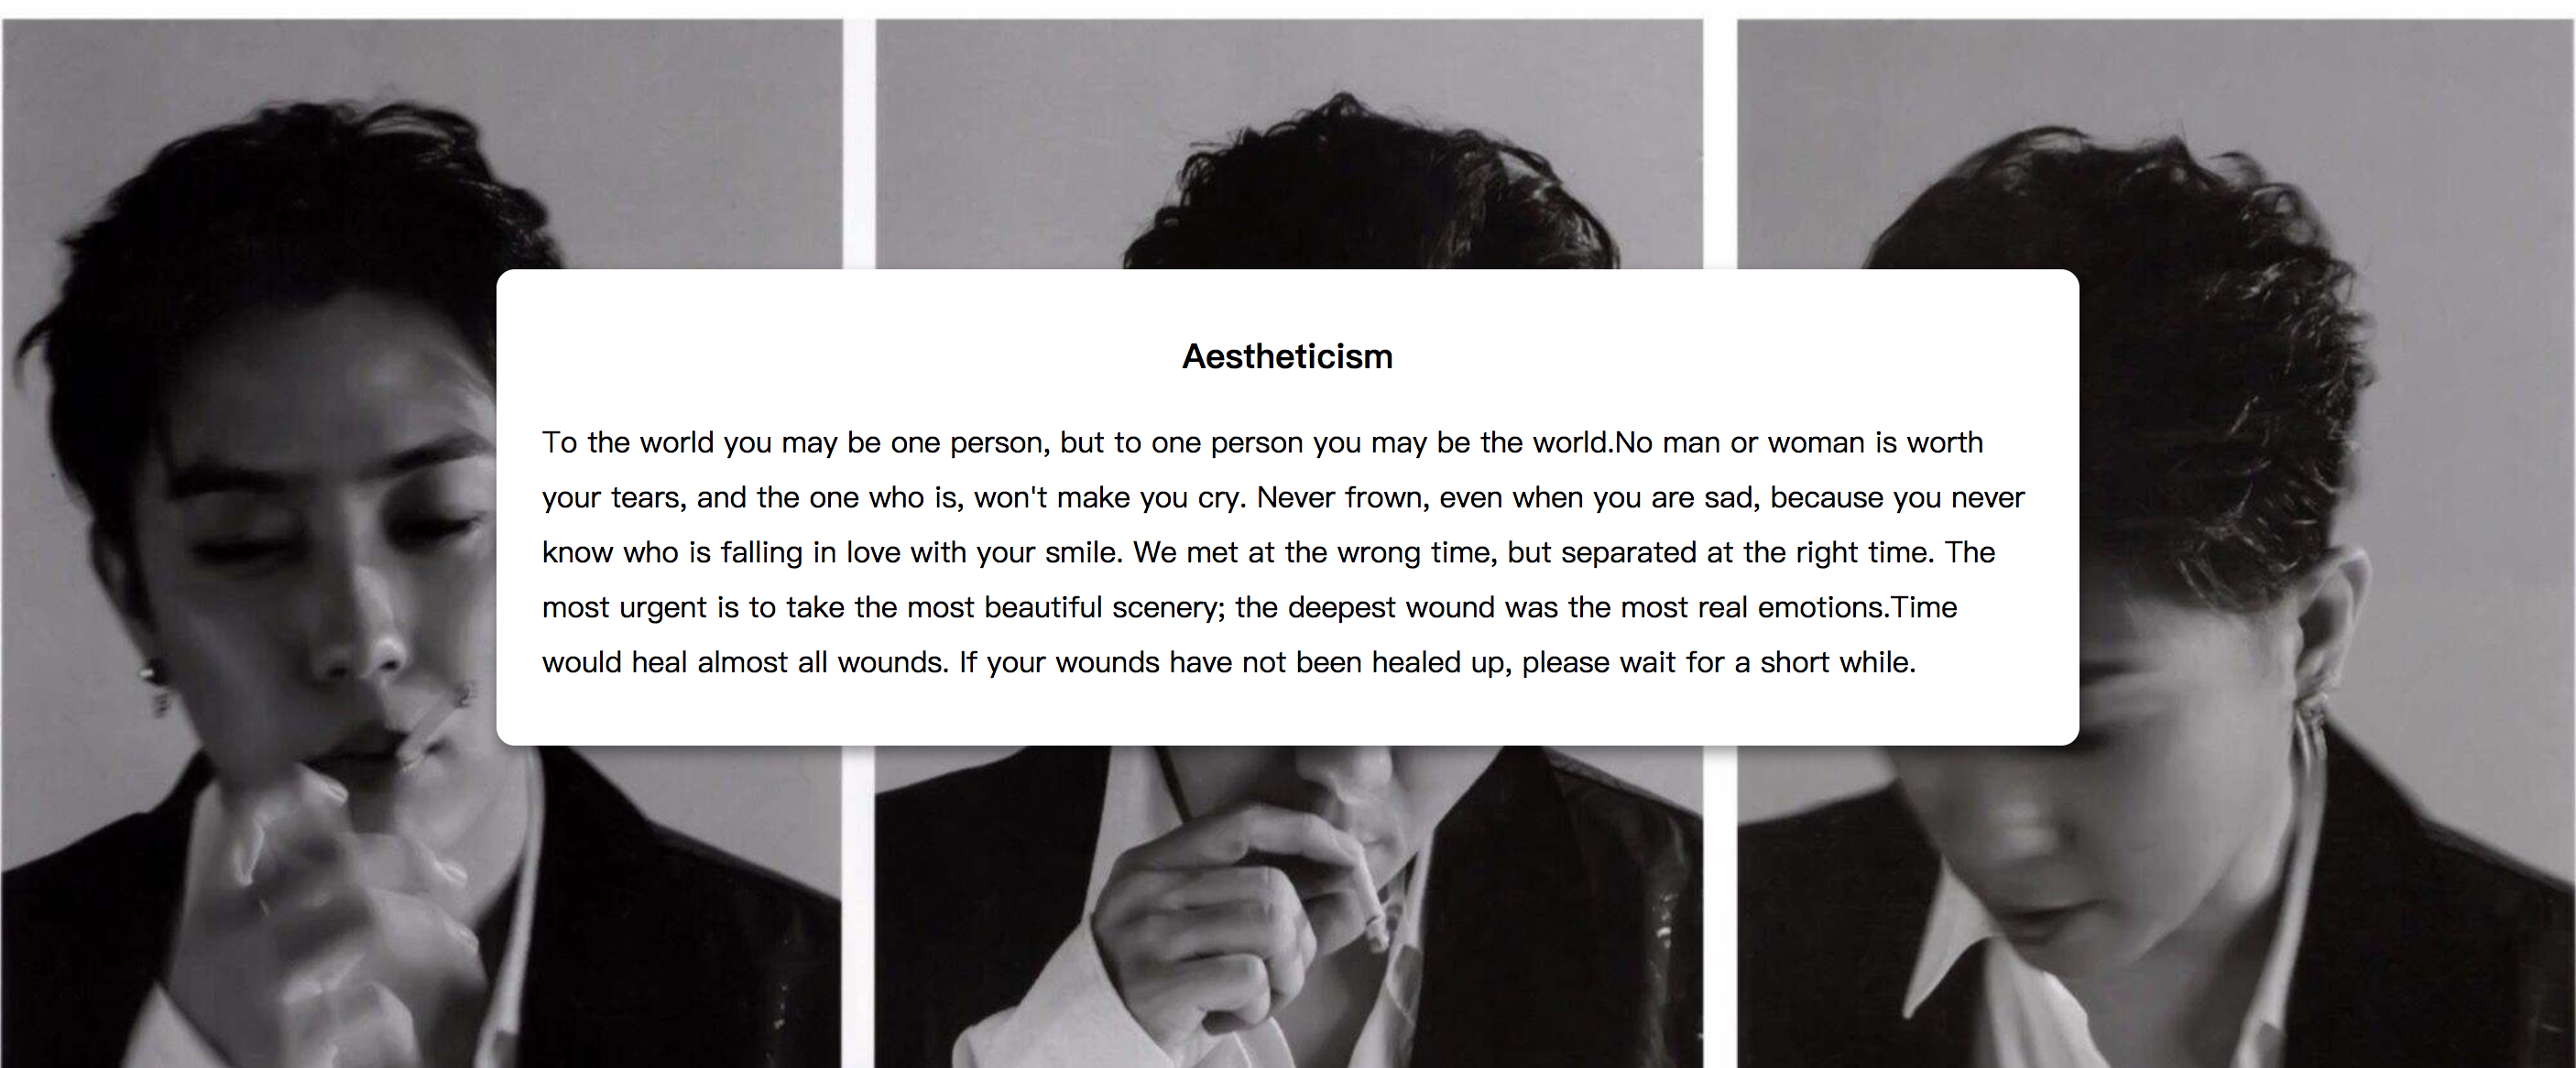 Aestheticism
To the world you may be one person, but to one person you may be the world.No man or woman is worth
your tears, and the one who is, won't make you cry. Never frown, even when you are sad, because you never
know who is falling in love with your smile. We met at the wrong time, but separated at the right time. The
most urgent is to take the most beautiful scenery; the deepest wound was the most real emotions.Time
would heal almost all wounds. If your wounds have not been healed up, please wait for a short while.